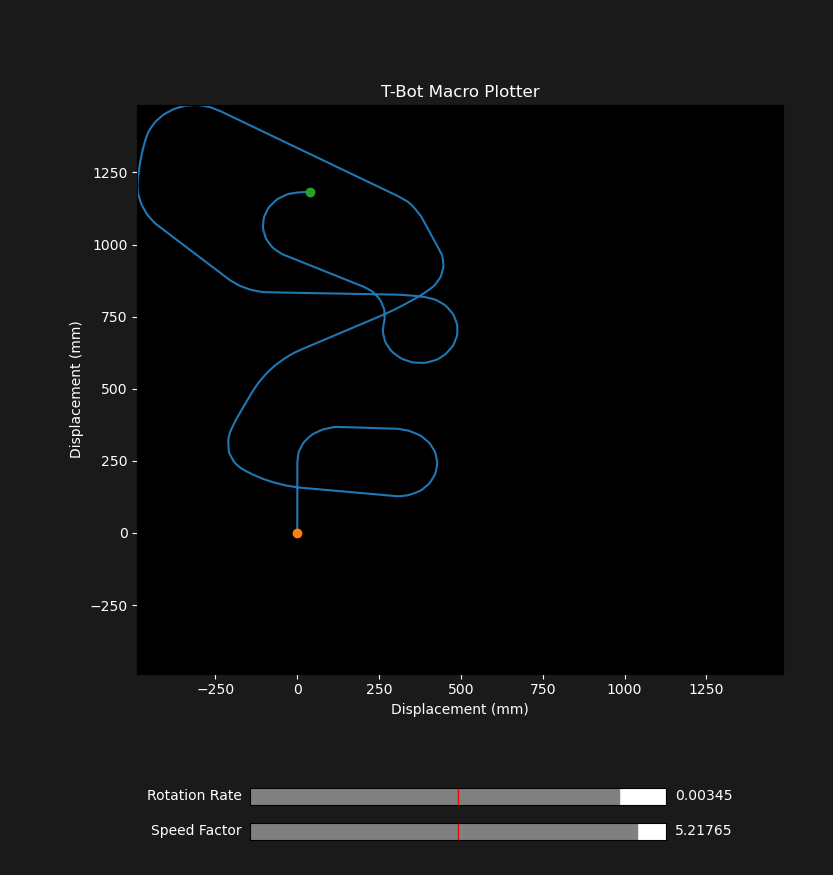 T-Bot Macro Plotter
1250
1000
750
500
250
0
−250
Displacement (mm)
−250 0 250 500 750 1000 1250
Displacement (mm)
Rotation Rate 0.00345
Speed Factor 5.21765